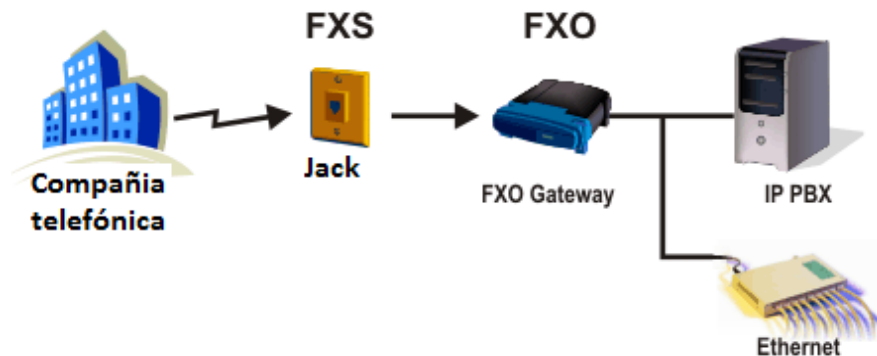 FXS
FXO
Compañia
telefónica
Jack
FXO Gateway
IP PBX
Ethernet